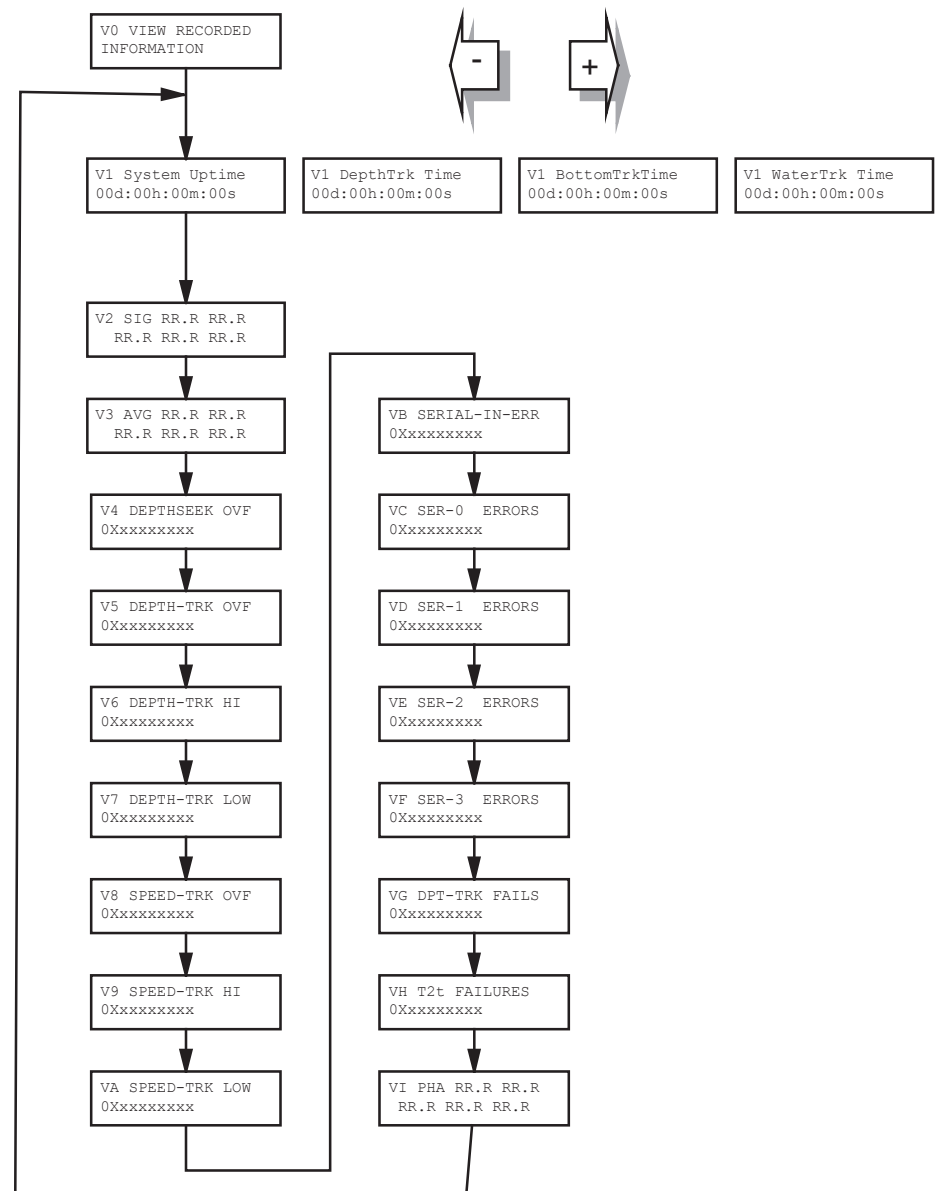 V0 VIEW RECORDED
INFORMATION
-
+
V1 System Uptime
00d:00h:00m:00s
V1 DepthTrk Time
00d:00h:00m:00s
V1 BottomTrkTime
00d:00h:00m:00s
V1 WaterTrk Time
00d:00h:00m:00s
V2 SIG RR.R RR.R
RR.R RR.R RR.R
V3 AVG RR.R RR.R
RR.R RR.R RR.R
V4 DEPTHSEEK OVF
0Xxxxxxxxx
V5 DEPTH-TRK OVF
0Xxxxxxxxx
V6 DEPTH-TRK HI
0Xxxxxxxxx
V7 DEPTH-TRK LOW
0Xxxxxxxxx
V8 SPEED-TRK OVF
0Xxxxxxxxx
V9 SPEED-TRK HI
0Xxxxxxxxx
VA SPEED-TRK LOW
0Xxxxxxxxx
VB SERIAL-IN-ERR
0Xxxxxxxxx
VC SER-0  ERRORS
0Xxxxxxxxx
VD SER-1  ERRORS
0Xxxxxxxxx
VE SER-2  ERRORS
0Xxxxxxxxx
VF SER-3  ERRORS
0Xxxxxxxxx
VG DPT-TRK FAILS
0Xxxxxxxxx
VH T2t FAILURES
0Xxxxxxxxx
VI PHA RR.R RR.R
RR.R RR.R RR.R